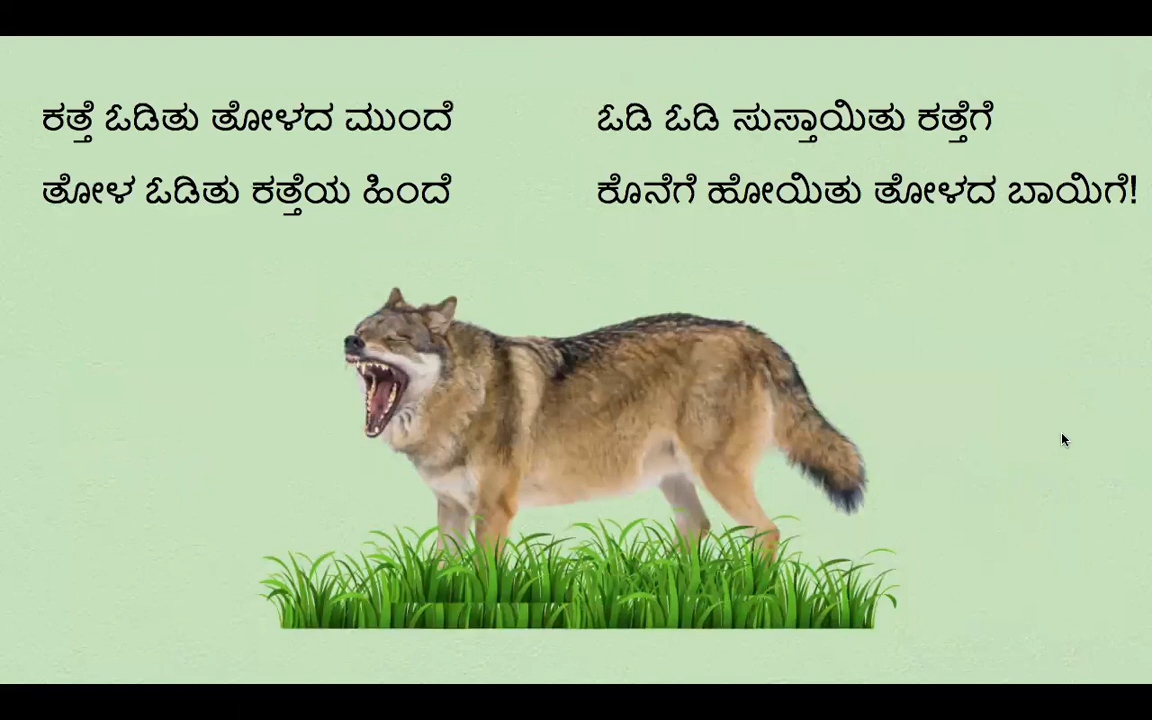 ಕತ್ತೆ ಓಡಿತು ತೋಳದ ಮುಂದೆ
ತೋಳ ಓಡಿತು ಕತ್ತೆಯ ಹಿಂದೆ
ಓಡಿ ಓಡಿ ಸುಸ್ತಾಯಿತು ಕತ್ತೆಗೆ
ಕೊನೆಗೆ ಹೋಯಿತು ತೋಳದ ಬಾಯಿಗೆ!